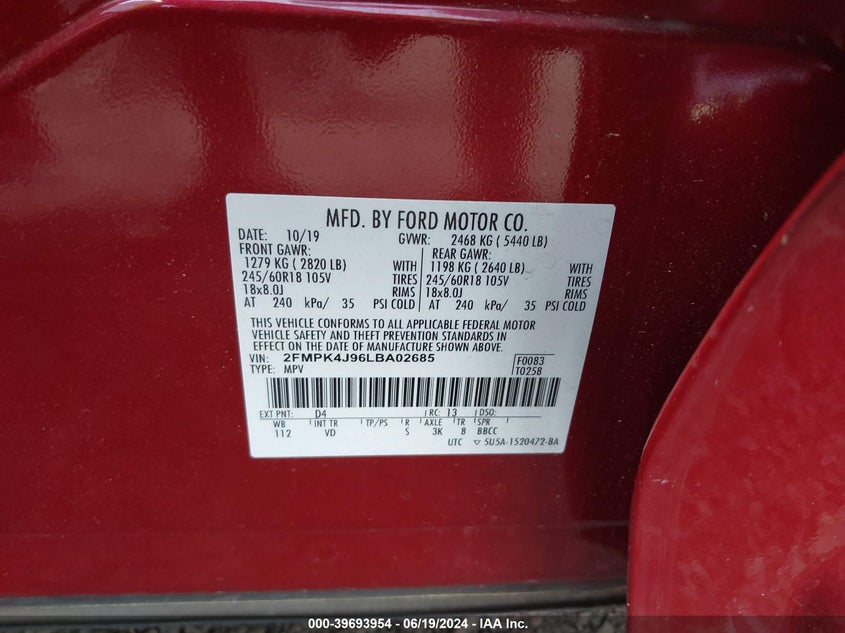 MFD. BY FORD MOTOR CO.
DATE: 10/19 GVWR: 2468 KG ( 5440 LB)
FRONT GAWR: REAR GAWR:
1279 KG ( 2820 LB) WITH 1198 KG ( 2640 LB) WITH
245/60R18 105V TIRES 245/60R18 105V TIRES
18x8.0J RIMS 18x8.0J RIMS
AT 240 kPa/ 35 PSI COLD AT 240 kPa/ 35 PSI COLD
THIS VEHICLE CONFORMS TO ALL APPLICABLE FEDERAL MOTOR
VEHICLE SAFETY AND THEFT PREVENTION STANDARDS IN
EFFECT ON THE DATE OF MANUFACTURE SHOWN ABOVE.
VIN: 2FMPK4J96LBA02685 F0083
TYPE: MPV T0258
EXT PNT: D4 RC: 13 DSO:
WB INT TR TP/PS R AXLE TR SPR
112 VD 5 3K 8 BBCC
UTC ▽ 5U5A-1520472-BA
000-39693954 - 06/19/2024 - IAA Inc.